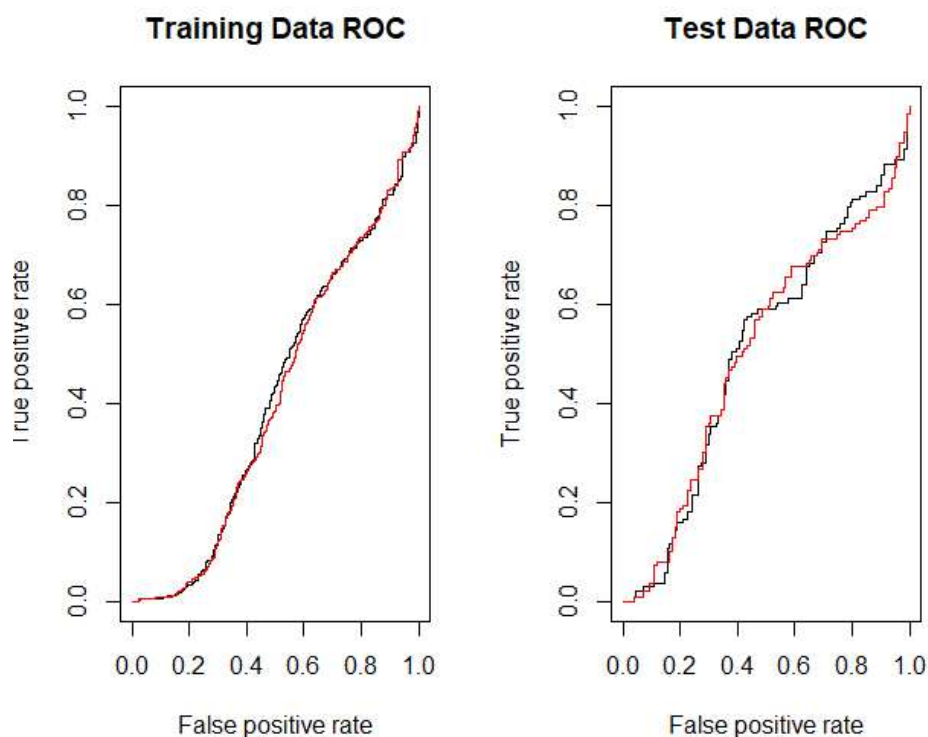 Training Data ROC
True positive rate
1.0
0.8
0.6
0.4
0.2
0.0
0.0 0.2 0.4 0.6 0.8 1.0
False positive rate
Test Data ROC
True positive rate
1.0
0.8
0.6
0.4
0.2
0.0
0.0 0.2 0.4 0.6 0.8 1.0
False positive rate